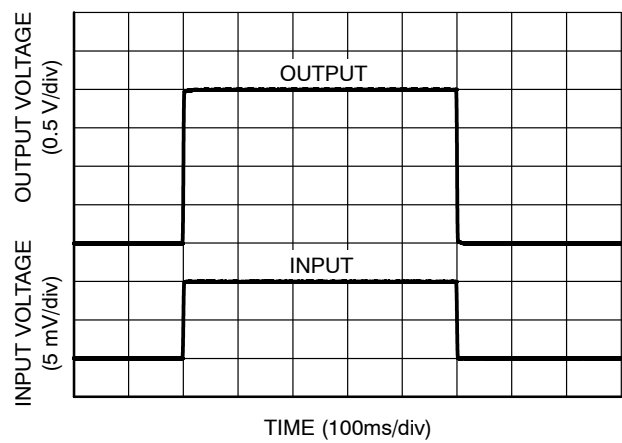 OUTPUT VOLTAGE
(0.5 V/div)
OUTPUT
INPUT VOLTAGE
(5 mV/div)
INPUT
TIME (100ms/div)